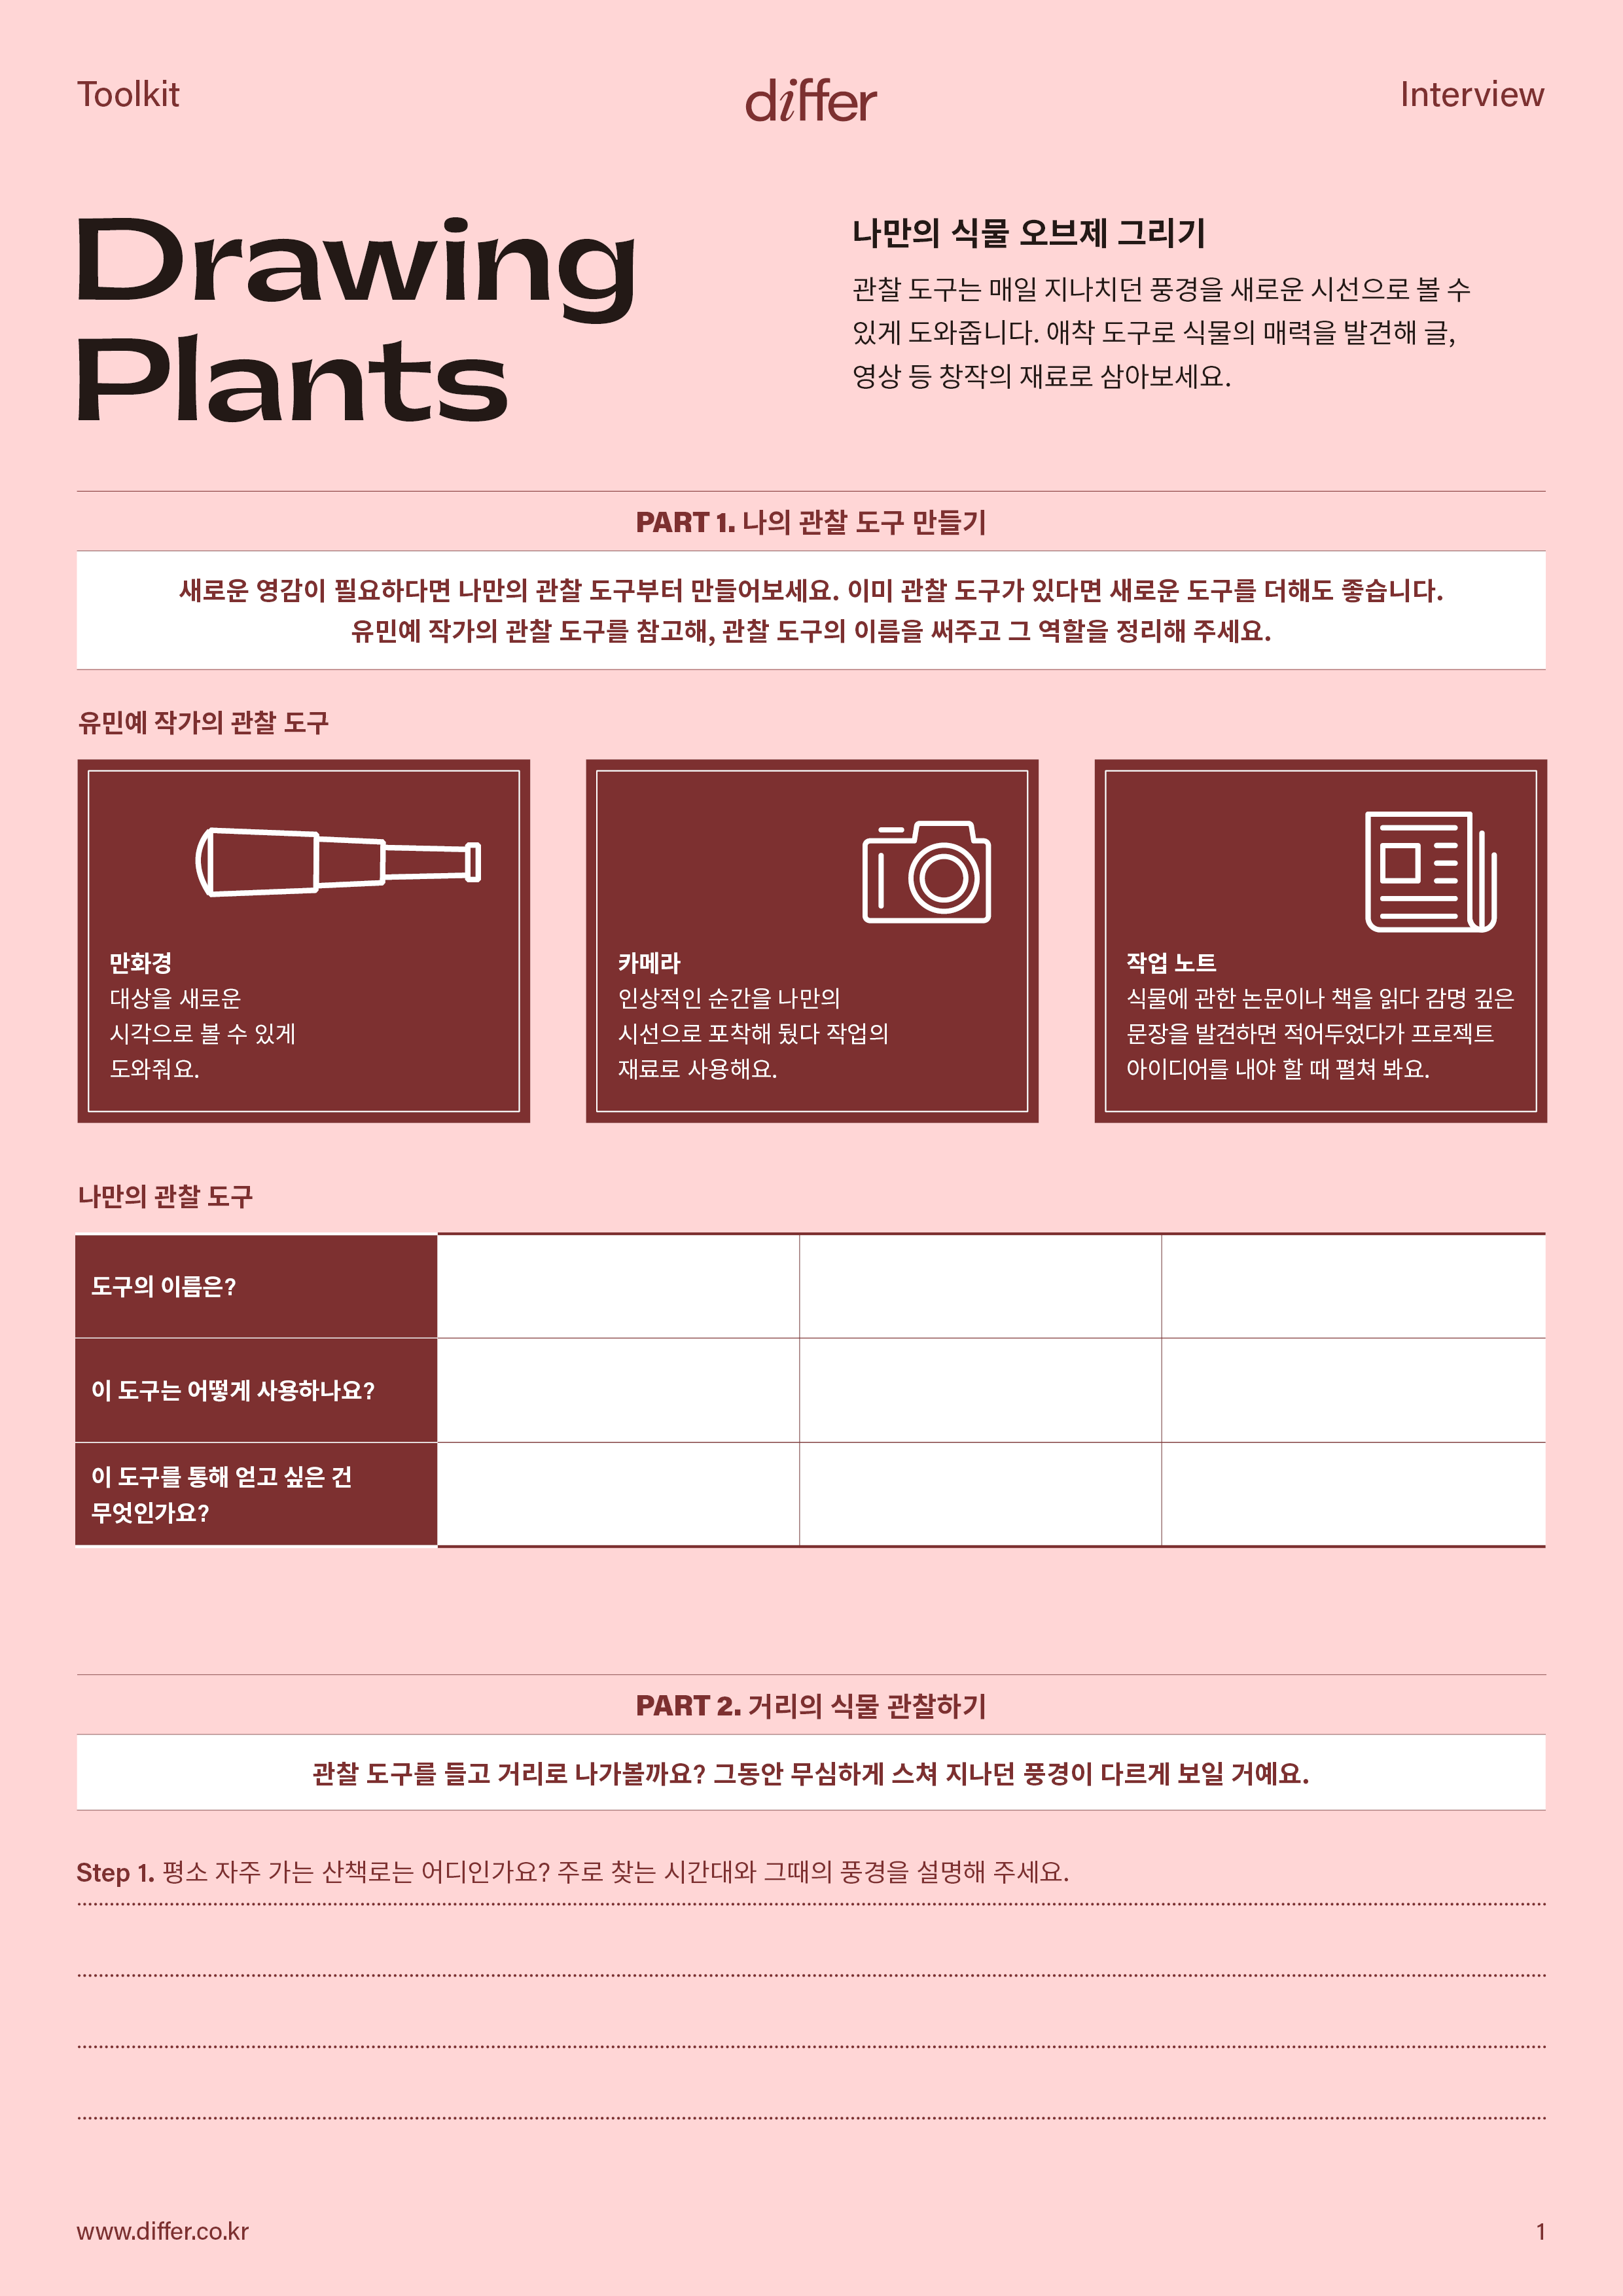 Toolkit
differ
Interview
Drawing
Plants
나만의 식물 오브제 그리기
관찰 도구는 매일 지나치던 풍경을 새로운 시선으로 볼 수
있게 도와줍니다. 애착 도구로 식물의 매력을 발견해 글,
영상 등 창작의 재료로 삼아보세요.
PART 1. 나의 관찰 도구 만들기
새로운 영감이 필요하다면 나만의 관찰 도구부터 만들어보세요. 이미 관찰 도구가 있다면 새로운 도구를 더해도 좋습니다.
유민예 작가의 관찰 도구를 참고해, 관찰 도구의 이름을 써주고 그 역할을 정리해 주세요.
유민예 작가의 관찰 도구
만화경
대상을 새로운
시각으로 볼 수 있게
도와줘요.
카메라
인상적인 순간을 나만의
시선으로 포착해 뒀다 작업의
재료로 사용해요.
작업 노트
식물에 관한 논문이나 책을 읽다 감명 깊은
문장을 발견하면 적어두었다가 프로젝트
아이디어를 내야 할 때 펼쳐 봐요.
나만의 관찰 도구
도구의 이름은?
이 도구는 어떻게 사용하나요?
이 도구를 통해 얻고 싶은 건
무엇인가요?
PART 2. 거리의 식물 관찰하기
관찰 도구를 들고 거리로 나가볼까요? 그동안 무심하게 스쳐 지나던 풍경이 다르게 보일 거예요.
Step 1. 평소 자주 가는 산책로는 어디인가요? 주로 찾는 시간대와 그때의 풍경을 설명해 주세요.
www.differ.co.kr
1